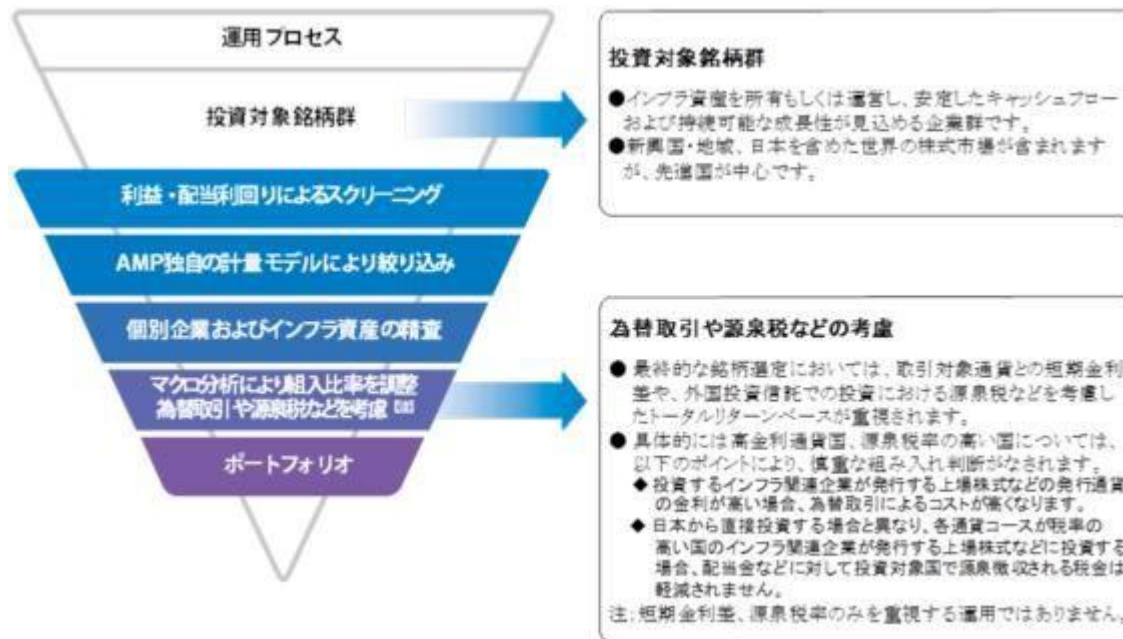 運用プロセス
投資対象銘柄群
利益・配当利回りによるスクリーニング
AMP独自の計量モデルにより絞り込み
個別企業およびインフラ資産の精査
マクロ分析により組入比率を調整
為替取引や源泉税などを考慮
ポートフォリオ
投資対象銘柄群
●インフラ資産を所有もしくは運営し、安定したキャッシュフロー
および持続可能な成長性が見込める企業群です。
●新興国・地域、日本を含めた世界の株式市場が含まれます
が、先進国が中心です。
為替取引や源泉税などの考慮
● 最終的な銘柄選定においては、取引対象通貨との短期金利
差や、外国投資信託での投資における源泉税などを考慮し
たトータルリターンベースが重視されます。
● 具体的には高金利通貨国、源泉税率の高い国については、
以下のポイントにより、慎重な組み入れ判断がなされます。
◆ 投資するインフラ関連企業が発行する上場株式などの発行通貨
の金利が高い場合、為替取引によるコストが高くなります。
◆ 日本から直接投資する場合と異なり、各通貨コースが税率の
高い国のインフラ関連企業が発行する上場株式などに投資する
場合、配当金などに対して投資対象国で源泉徴収される税金は
軽減されません。
注：短期金利差、源泉税率のみを重視する運用ではありません。